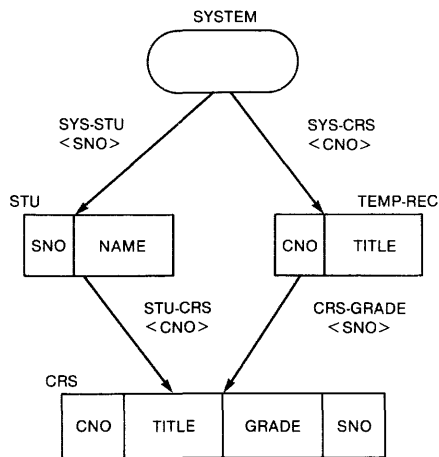 SYSTEM
SYS-STU
<SNO>
SYS-CRS
<CNO>
STU
SNO
NAME
TEMP-REC
CNO
TITLE
STU-CRS
<CNO>
CRS-GRADE
<SNO>
CRS
CNO
TITLE
GRADE
SNO